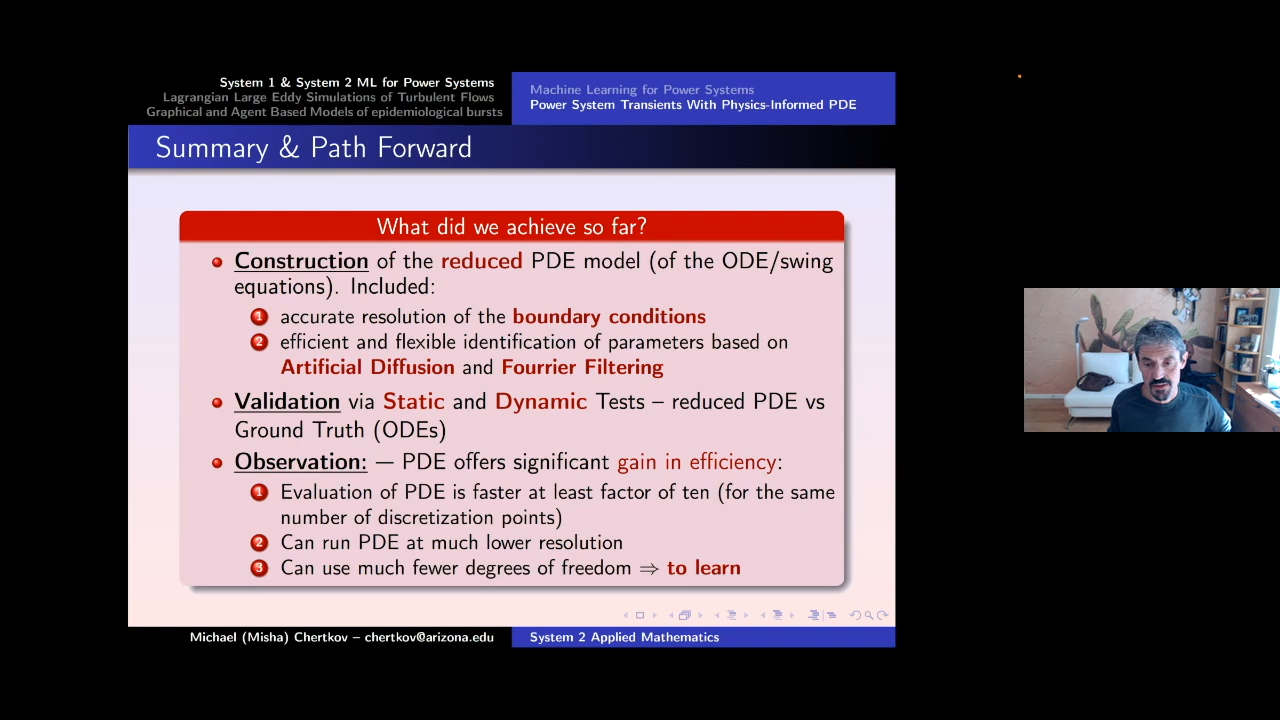 System 1 & System 2 ML for Power Systems
Lagrangian Large Eddy Simulations of Turbulent Flows
Graphical and Agent Based Models of epidemiological bursts
Machine Learning for Power Systems
Power System Transients With Physics-Informed PDE
Summary & Path Forward
What did we achieve so far?
Construction of the reduced PDE model (of the ODE/swing
equations). Included:
1 accurate resolution of the boundary conditions
2 efficient and flexible identification of parameters based on
Artificial Diffusion and Fourrier Filtering
Validation via Static and Dynamic Tests – reduced PDE vs
Ground Truth (ODEs)
Observation: — PDE offers significant gain in efficiency:
1 Evaluation of PDE is faster at least factor of ten (for the same
number of discretization points)
2 Can run PDE at much lower resolution
3 Can use much fewer degrees of freedom ⇒ to learn
Michael (Misha) Chertkov – chertkov@arizona.edu
System 2 Applied Mathematics